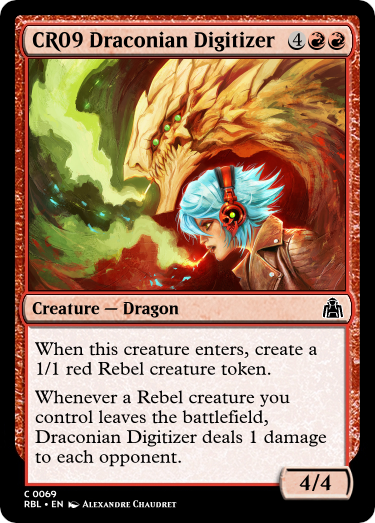 CR09 Draconian Digitizer 4
Creature — Dragon
When this creature enters, create a
1/1 red Rebel creature token.
Whenever a Rebel creature you
control leaves the battlefield,
Draconian Digitizer deals 1 damage
to each opponent.
4/4
C 0069
RBL • EN Alexandre Chaudret